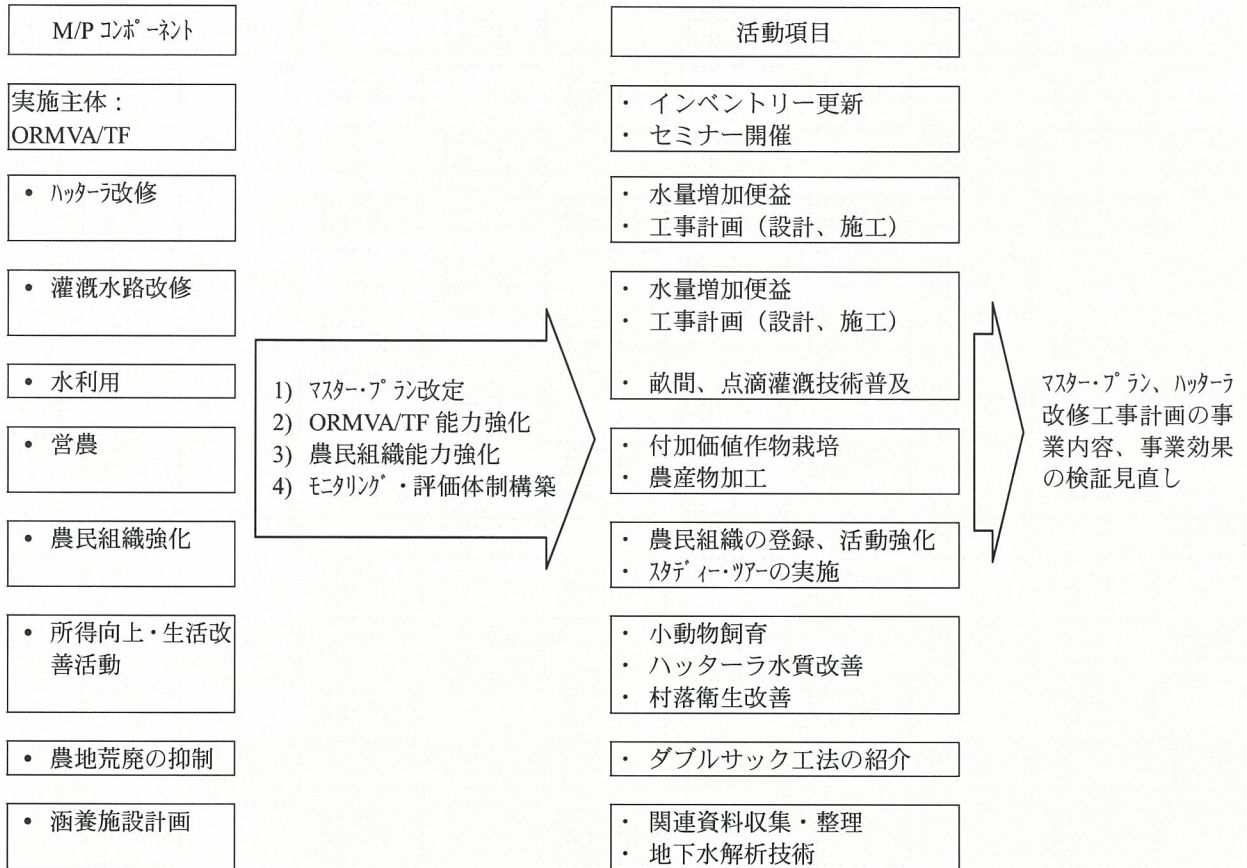 M/P ｺﾝﾎﾟｰﾈﾝﾄ
実施主体：
ORMVA/TF
• ﾊｯﾀｰﾗ改修
• 灌漑水路改修
• 水利用
• 営農
• 農民組織強化
• 所得向上・生活改
善活動
• 農地荒廃の抑制
• 涵養施設計画
1) ﾏｽﾀｰ・ﾌﾟﾗﾝ改定
2) ORMVA/TF 能力強化
3) 農民組織能力強化
4) ﾓﾆﾀﾘﾝｸﾞ・評価体制構築
活動項目
・ インベントリー更新
・ セミナー開催
・ 水量増加便益
・ 工事計画（設計、施工）
・ 水量増加便益
・ 工事計画（設計、施工）
・ 畝間、点滴灌漑技術普及
・ 付加価値作物栽培
・ 農産物加工
・ 農民組織の登録、活動強化
・ ｽﾀﾃﾞｨｰ・ﾂｱｰの実施
・ 小動物飼育
・ ハッターラ水質改善
・ 村落衛生改善
・ ダブルサック工法の紹介
・ 関連資料収集・整理
・ 地下水解析技術
ﾏｽﾀｰ・ﾌﾟﾗﾝ、ﾊｯﾀｰﾗ
改修工事計画の事
業内容、事業効果
の検証見直し